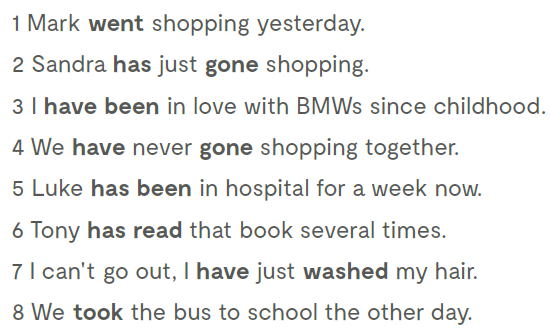 1 Mark went shopping yesterday.
2 Sandra has just gone shopping.
3 I have been in love with BMWs since childhood.
4 We have never gone shopping together.
5 Luke has been in hospital for a week now.
6 Tony has read that book several times.
7 I can't go out, I have just washed my hair.
8 We took the bus to school the other day.